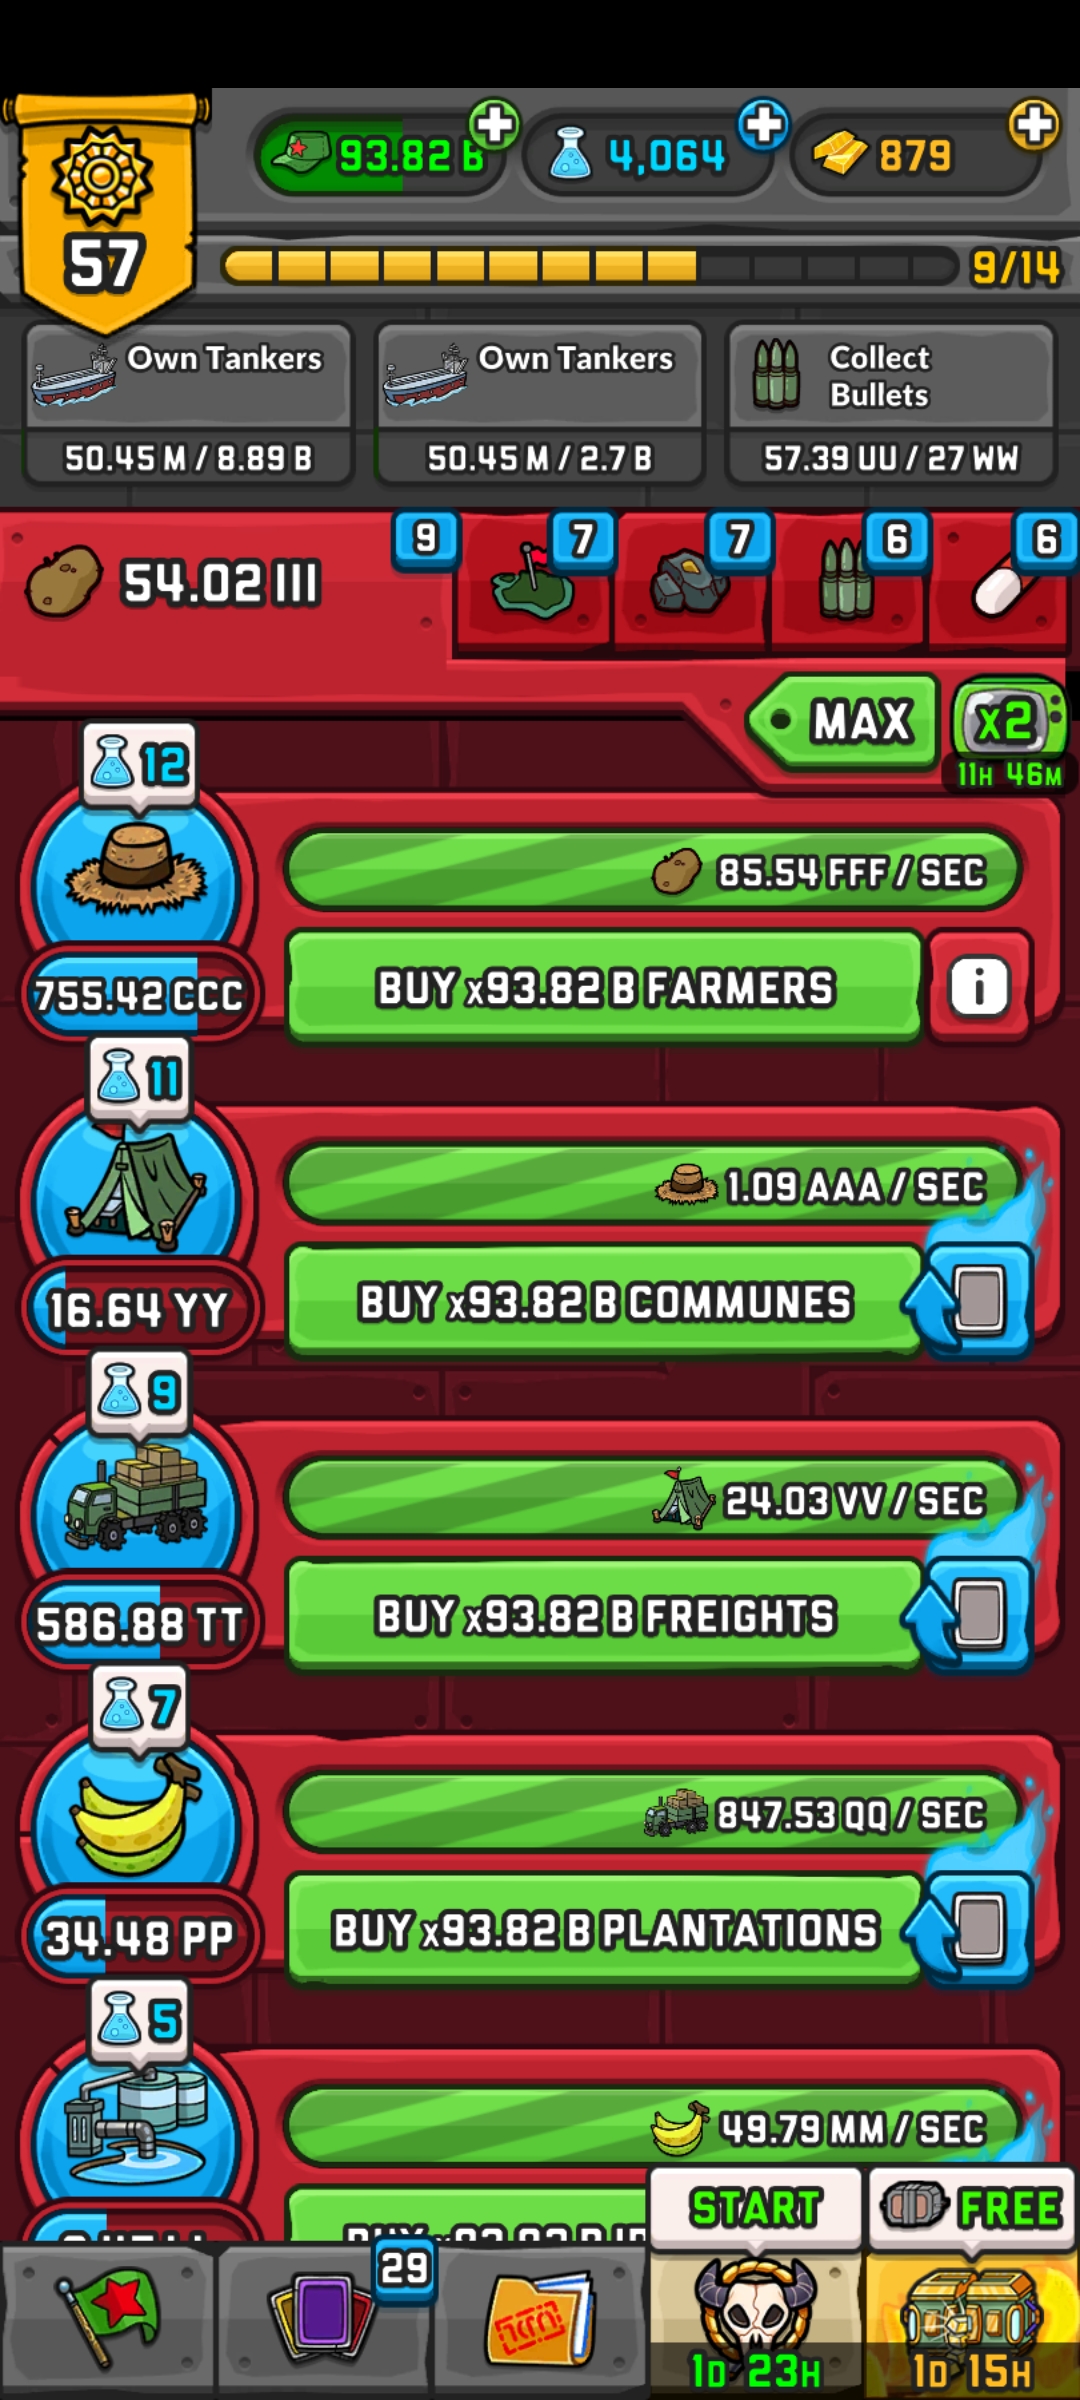 93.82 B
4,064
879
57
9/14
Own Tankers
50.45 M / 8.89 B
Own Tankers
50.45 M / 2.7 B
Collect
Bullets
57.39 UU / 27 WW
54.02 III
9
7
7
6
6
MAX
x2
11H 46M
12
85.54 FFF / SEC
755.42 CCC
BUY x93.82 B FARMERS
i
11
1.09 AAA / SEC
16.64 YY
BUY x93.82 B COMMUNES
9
24.03 VV / SEC
586.88 TT
BUY x93.82 B FREIGHTS
7
847.53 QQ / SEC
34.48 PP
BUY x93.82 B PLANTATIONS
5
49.79 MM / SEC
START
FREE
29
1D 23H
1D 15H